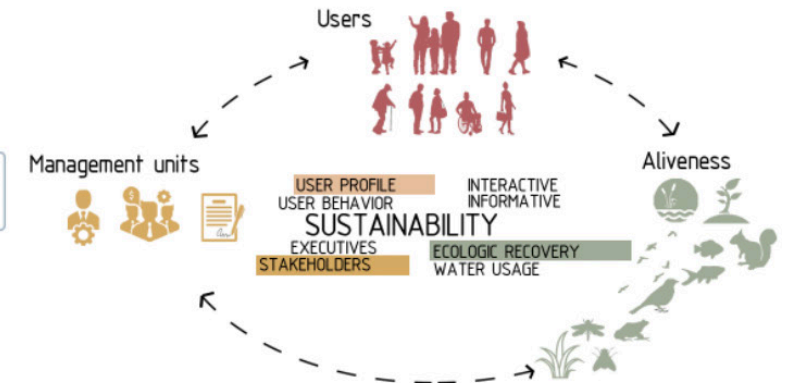 Users
Management units
Aliveness
USER PROFILE
INTERACTIVE
USER BEHAVIOR
INFORMATIVE
SUSTAINABILITY
EXECUTIVES
ECOLOGIC RECOVERY
STAKEHOLDERS
WATER USAGE
$